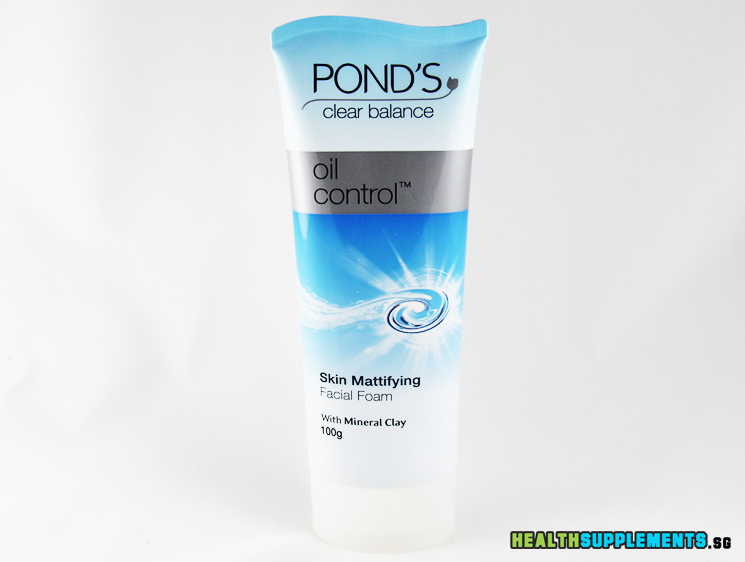 POND'S
clear balance
oil
control™
Skin Mattifying
Facial Foam
With Mineral Clay
100g
HEALTHSUPPLEMENTS.SG